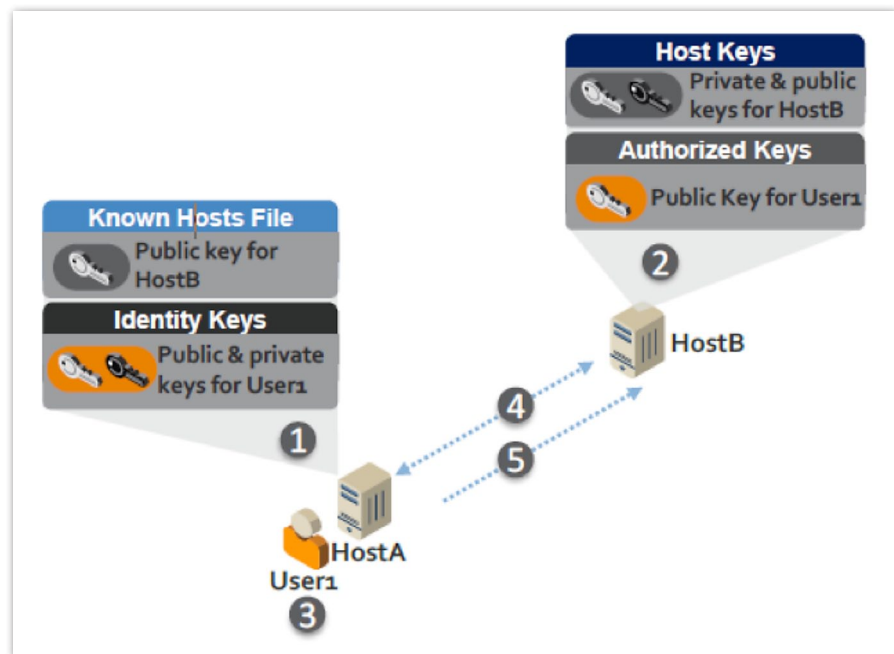 Host Keys
Private & public
keys for HostB
Authorized Keys
Public Key for User1
Known Hosts File
Public key for
HostB
Identity Keys
Public & private
keys for User1
2
HostB
4
1
5
HostA
User1
3